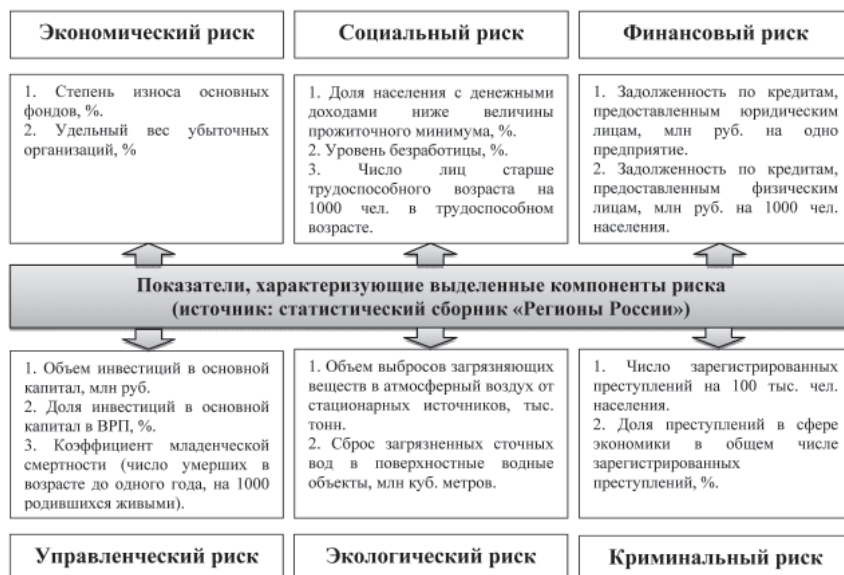 Экономический риск
Социальный риск
Финансовый риск
1. Степень износа основных
фондов, %.
2. Удельный вес убыточных
организаций, %
1. Доля населения с денежными
доходами ниже величины
прожиточного минимума, %.
2. Уровень безработицы, %.
3. Число лиц старше
трудоспособного возраста на
1000 чел. в трудоспособном
возрасте.
1. Задолженность по кредитам,
предоставленным юридическим
лицам, млн руб. на одно
предприятие.
2. Задолженность по кредитам,
предоставленным физическим
лицам, млн руб. на 1000 чел.
населения.
Показатели, характеризующие выделенные компоненты риска
(источник: статистический сборник «Регионы России»)
1. Объем инвестиций в основной
капитал, млн руб.
2. Доля инвестиций в основной
капитал в ВРП, %.
3. Коэффициент младенческой
смертности (число умерших в
возрасте до одного года, на 1000
родившихся живыми).
1. Объем выбросов загрязняющих
веществ в атмосферный воздух от
стационарных источников, тыс.
тонн.
2. Сброс загрязненных сточных
вод в поверхностные водные
объекты, млн куб. метров.
1. Число зарегистрированных
преступлений на 100 тыс. чел.
населения.
2. Доля преступлений в сфере
экономики в общем числе
зарегистрированных
преступлений, %.
Управленческий риск
Экологический риск
Криминальный риск